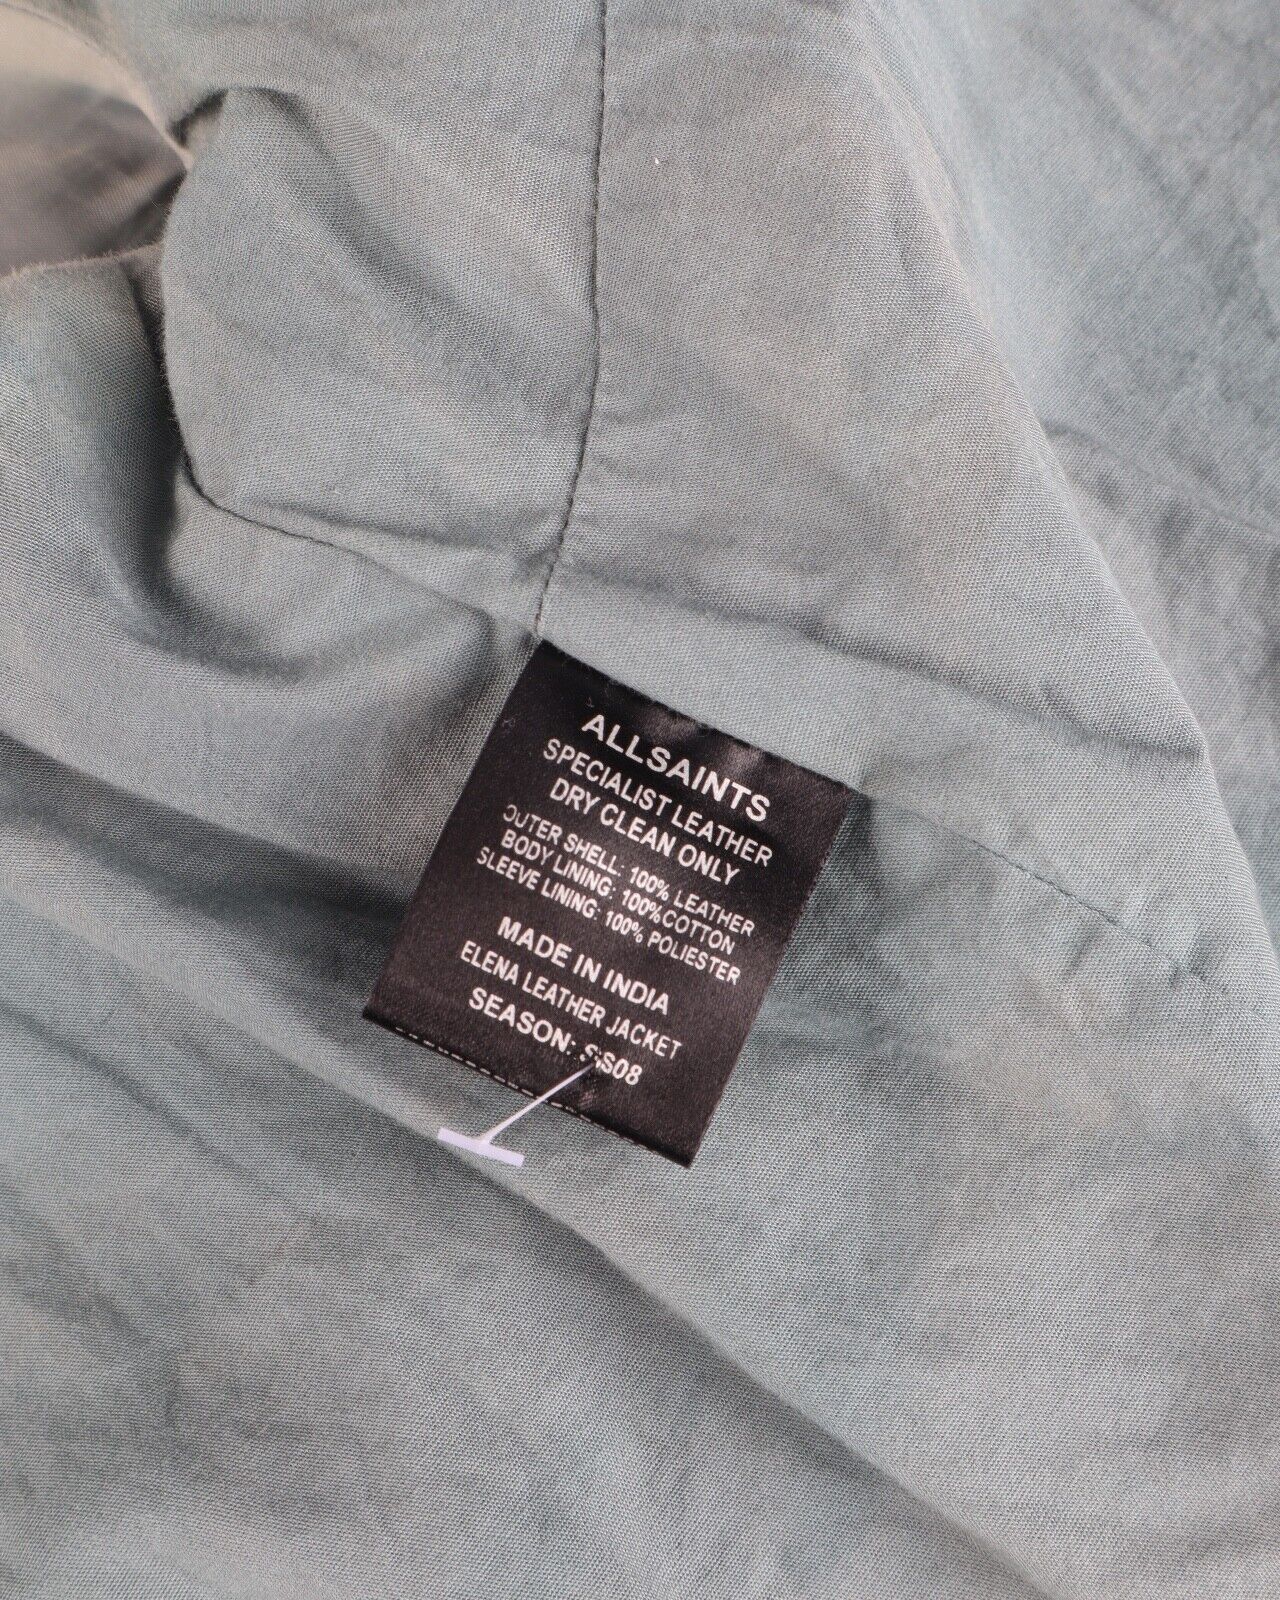 ALLSAINTS
SPECIALIST LEATHER
DRY CLEAN ONLY
OUTER SHELL: 100% LEATHER
BODY LINING: 100%COTTON
SLEEVE LINING: 100% POLIESTER
MADE IN INDIA
ELENA LEATHER JACKET
SEASON: SS08